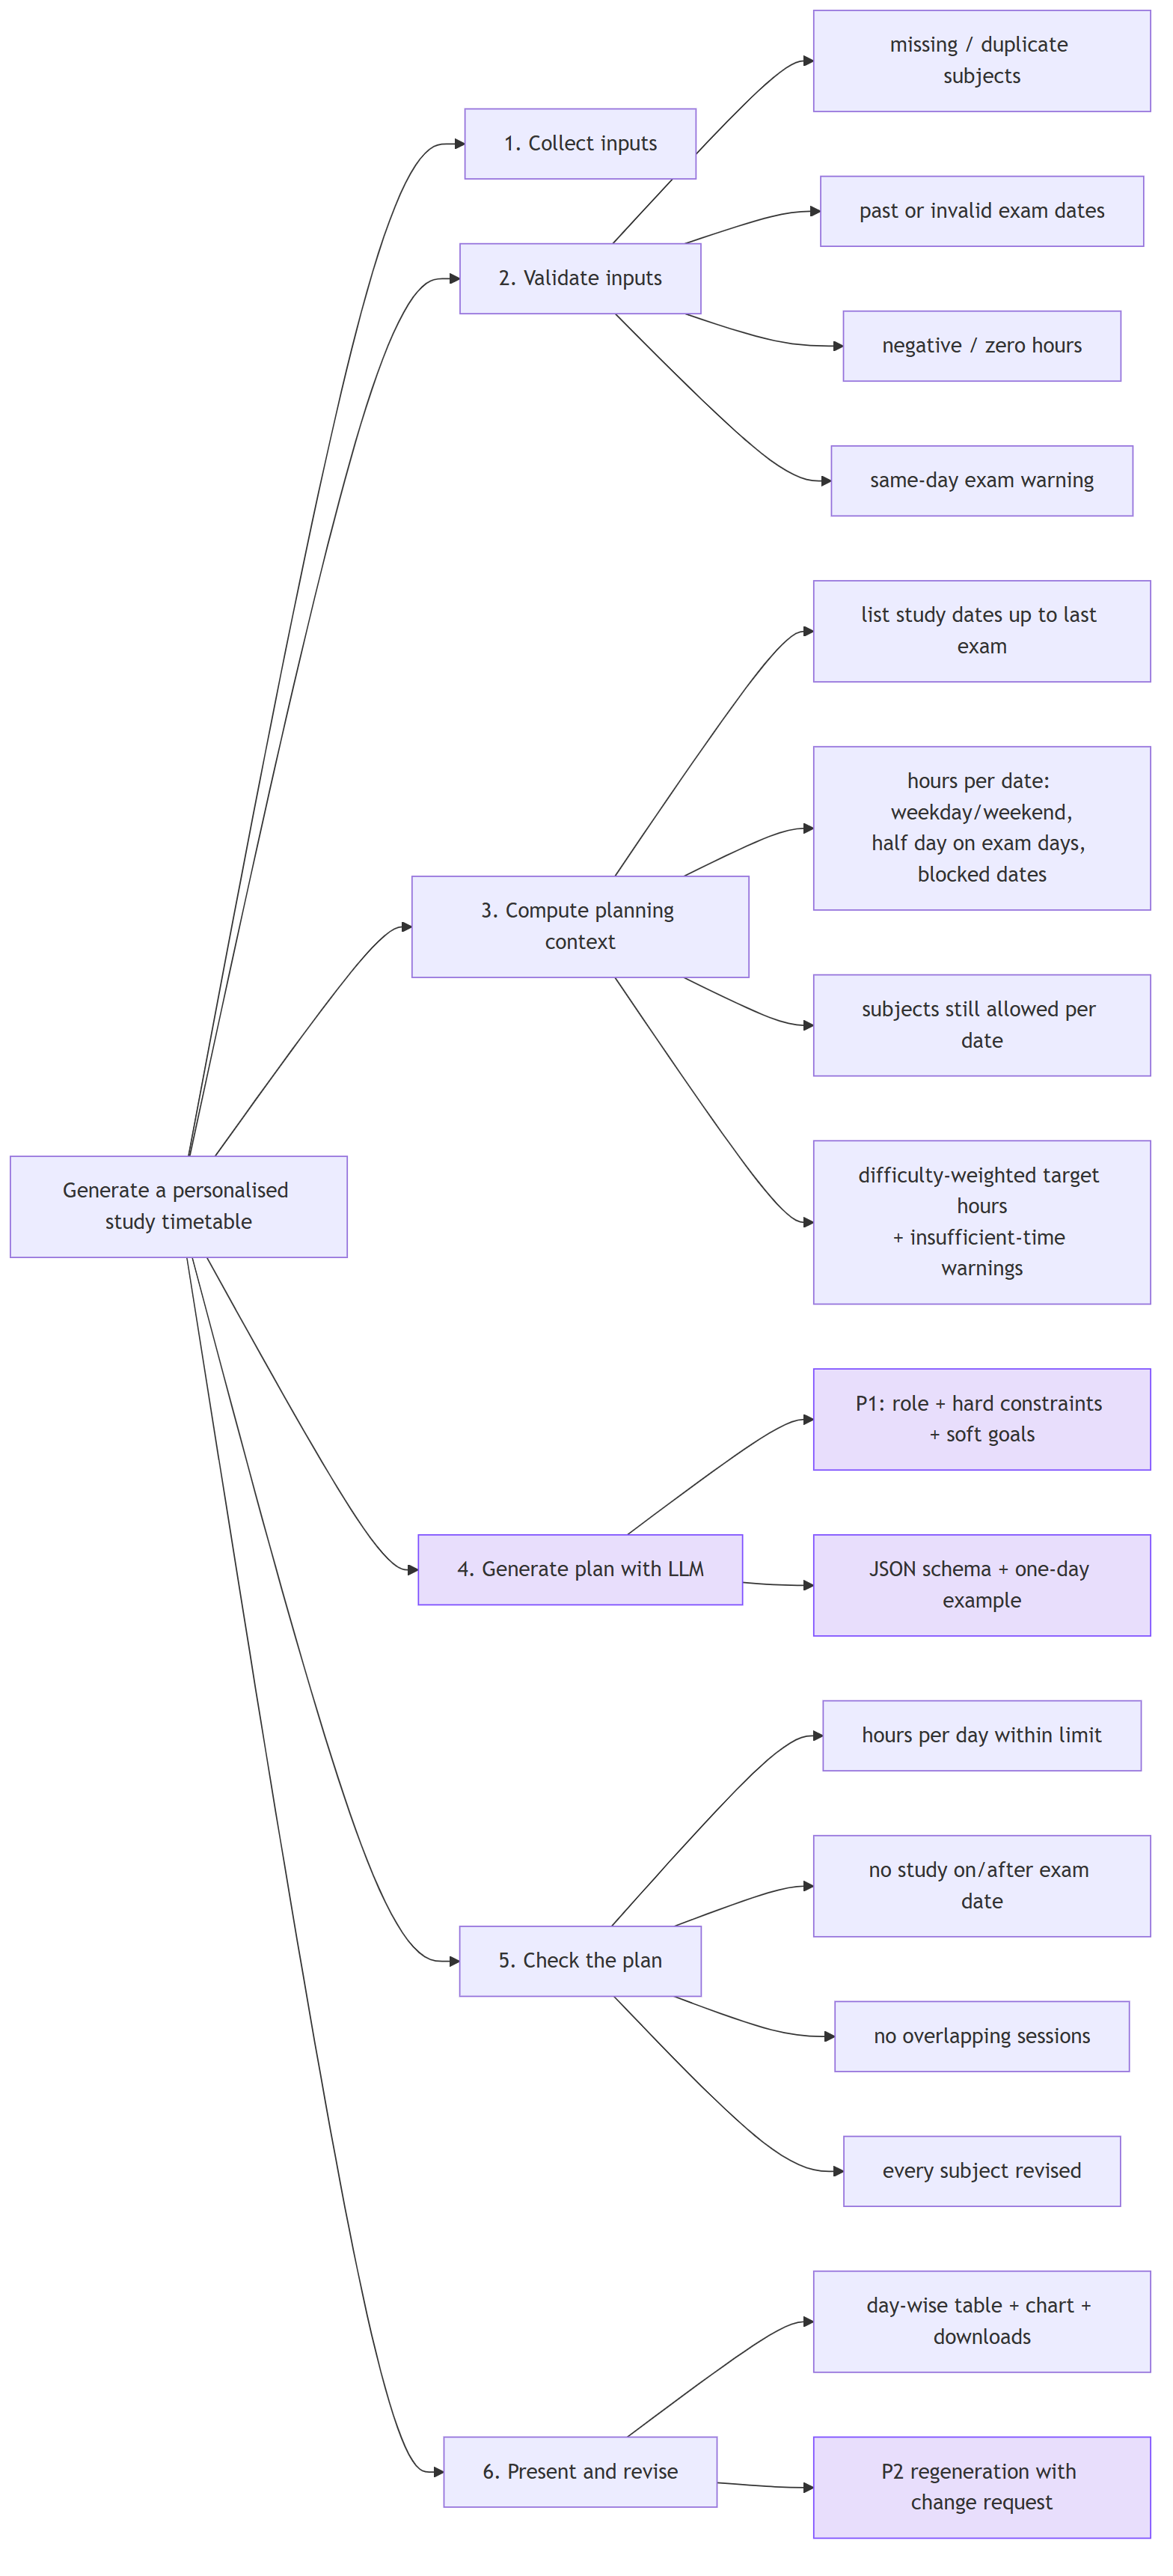 missing / duplicate
subjects
1. Collect inputs
past or invalid exam dates
2. Validate inputs
negative / zero hours
same-day exam warning
list study dates up to last
exam
hours per date:
weekday/weekend,
half day on exam days,
blocked dates
3. Compute planning
context
subjects still allowed per
date
difficulty-weighted target
hours
+ insufficient-time
warnings
Generate a personalised
study timetable
P1: role + hard constraints
+ soft goals
4. Generate plan with LLM
JSON schema + one-day
example
hours per day within limit
no study on/after exam
date
5. Check the plan
no overlapping sessions
every subject revised
day-wise table + chart +
downloads
6. Present and revise
P2 regeneration with
change request